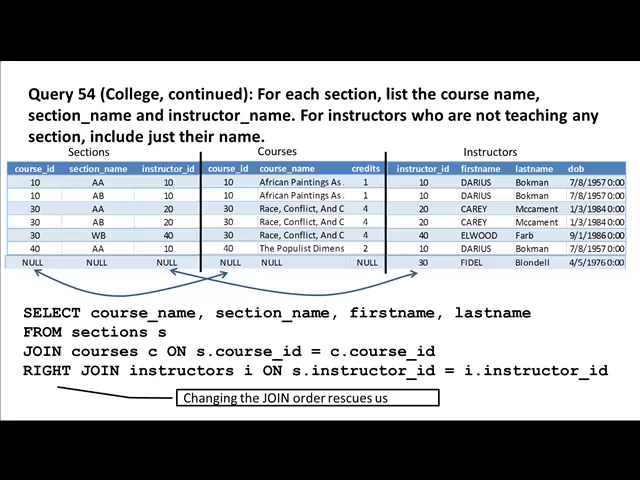 Query 54 (College, continued): For each section, list the course name,
section_name and instructor_name. For instructors who are not teaching any
section, include just their name.
Sections Courses Instructors
course_id section_name instructor_id course_id course_name credits instructor_id firstname lastname dob
10 AA 10 10 African Paintings As 1 10 DARIUS Bokman 7/8/1957 0:00
10 AB 10 10 African Paintings As 1 10 DARIUS Bokman 7/8/1957 0:00
30 AA 20 30 Race, Conflict, And C 4 20 CAREY Mccament 1/3/1984 0:00
30 AB 20 30 Race, Conflict, And C 4 20 CAREY Mccament 1/3/1984 0:00
30 WB 40 30 Race, Conflict, And C 4 40 ELWOOD Farb 9/1/1986 0:00
40 AA 10 40 The Populist Dimens 2 10 DARIUS Bokman 7/8/1957 0:00
NULL NULL NULL NULL NULL NULL 30 FIDEL Blondell 4/5/1976 0:00
SELECT course_name, section_name, firstname, lastname
FROM sections s
JOIN courses c ON s.course_id = c.course_id
RIGHT JOIN instructors i ON s.instructor_id = i.instructor_id
Changing the JOIN order rescues us